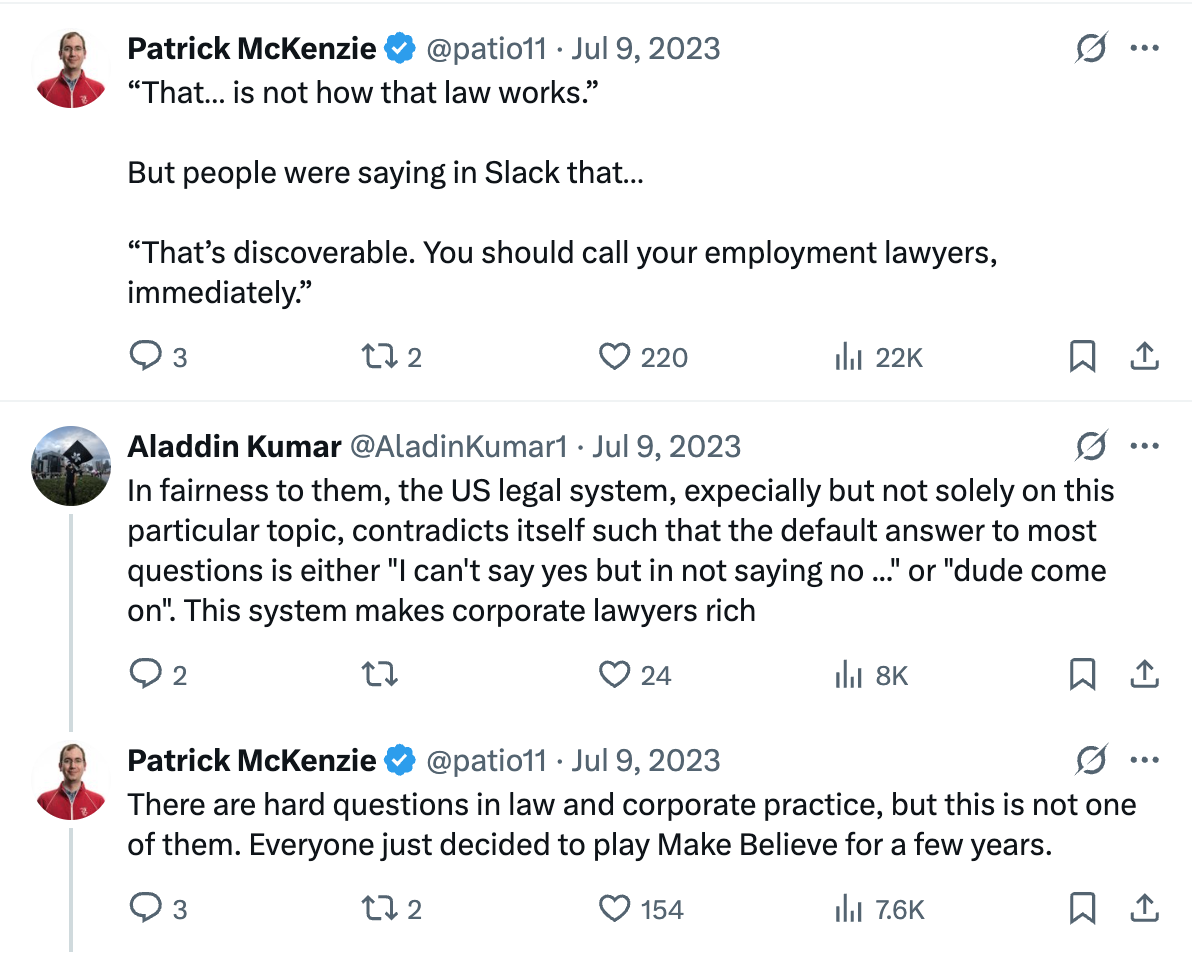 Patrick McKenzie @patio11 · Jul 9, 2023
“That... is not how that law works.”
But people were saying in Slack that...
“That’s discoverable. You should call your employment lawyers,
immediately.”
3 2 220 22K
Aladdin Kumar @AladinKumar1 · Jul 9, 2023
In fairness to them, the US legal system, expecially but not solely on this
particular topic, contradicts itself such that the default answer to most
questions is either "I can't say yes but in not saying no ..." or "dude come
on". This system makes corporate lawyers rich
2 24 8K
Patrick McKenzie @patio11 · Jul 9, 2023
There are hard questions in law and corporate practice, but this is not one
of them. Everyone just decided to play Make Believe for a few years.
3 2 154 7.6K